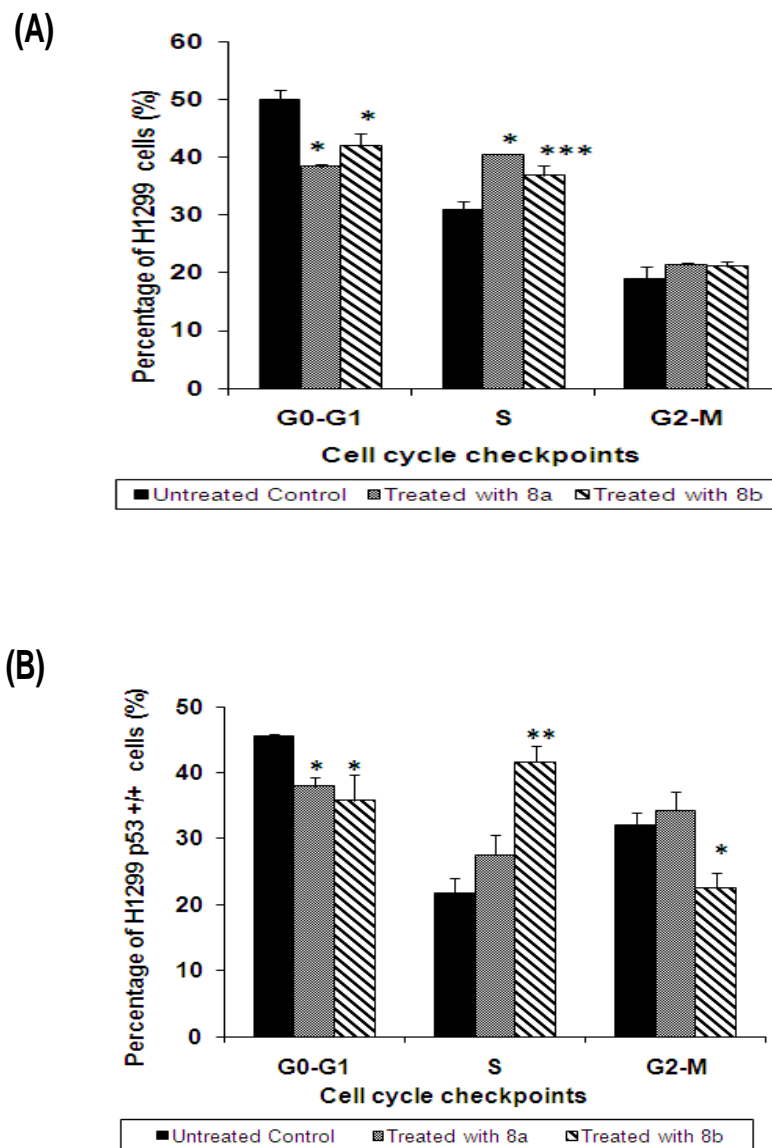 (A)
Percentage of H1299 cells (%)
60
50
40
30
20
10
0
*
*
*
***
G0-G1 S G2-M
Cell cycle checkpoints
Untreated Control Treated with 8a Treated with 8b
(B)
Percentage of H1299 p53 +/+ cells (%)
50
40
30
20
10
0
**
* *
*
G0-G1 S G2-M
Cell cycle checkpoints
Untreated Control Treated with 8a Treated with 8b